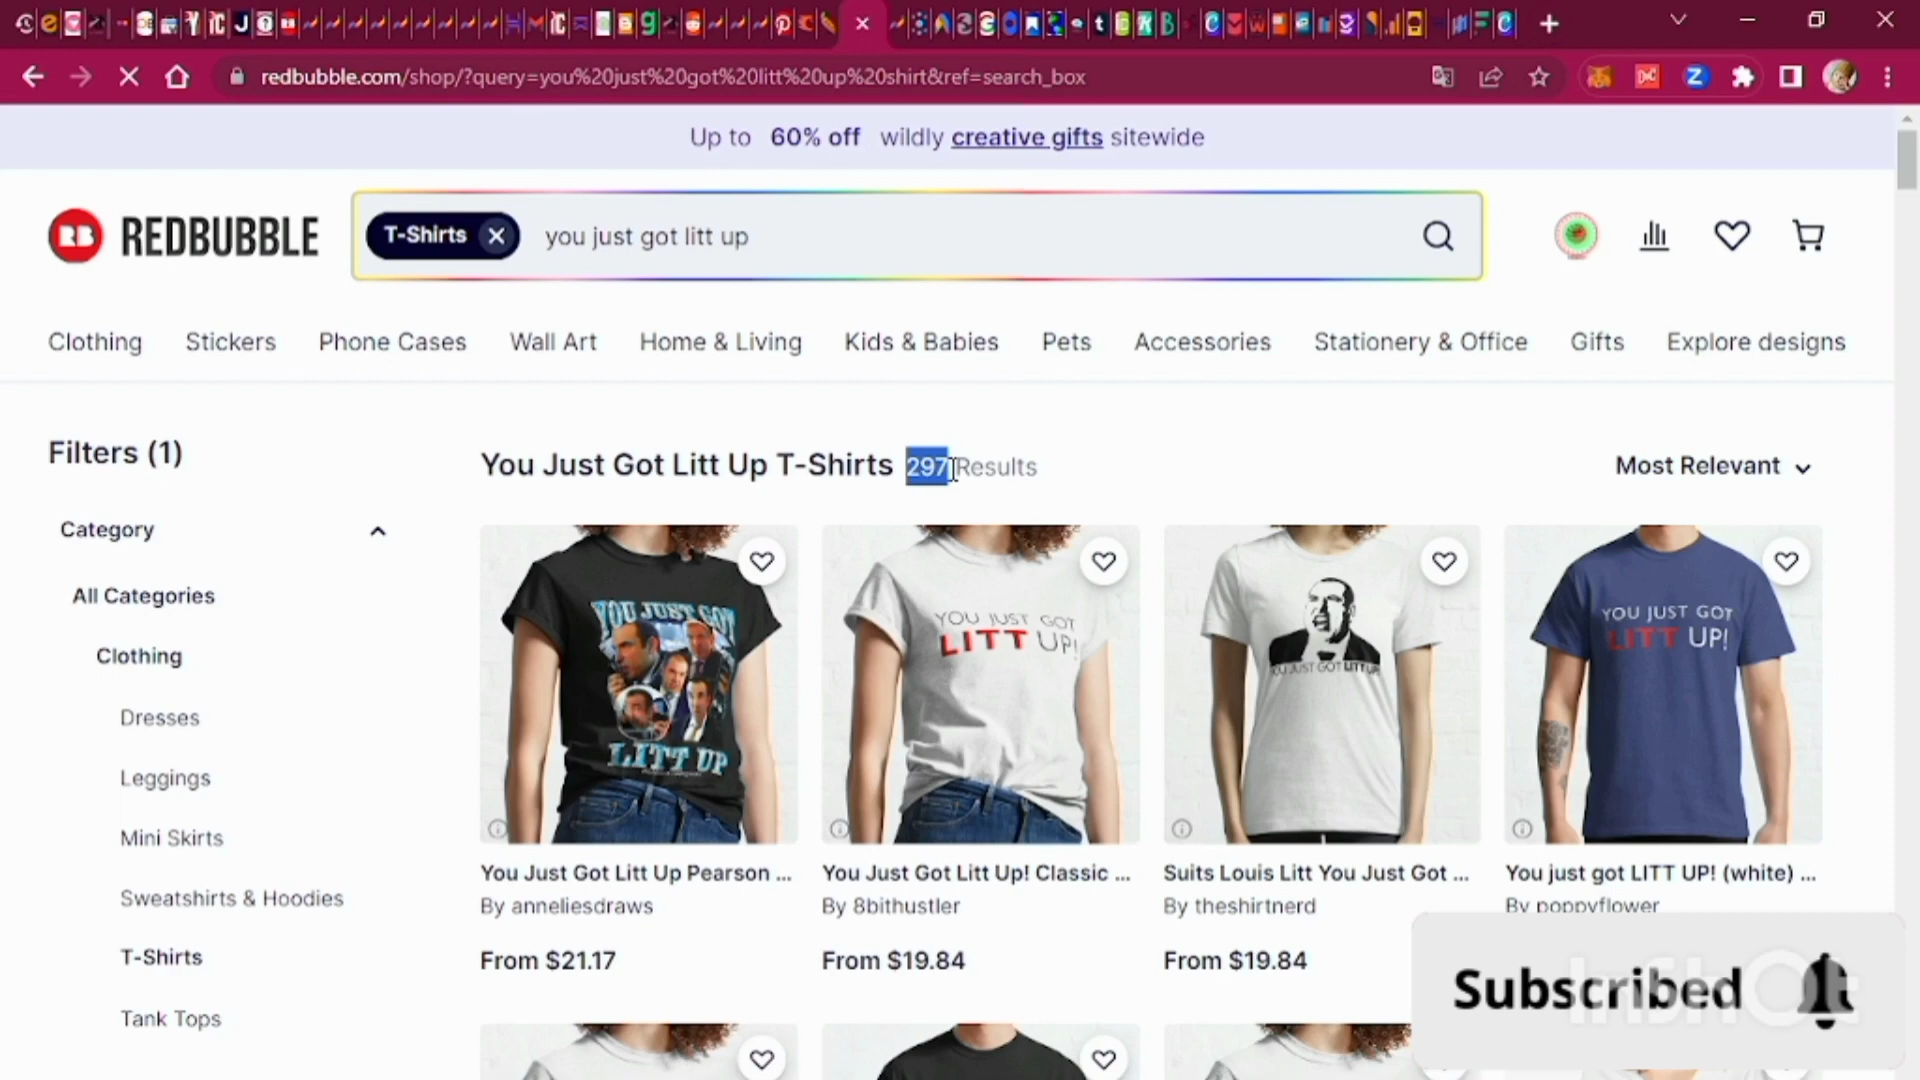 redbubble.com/shop/?query=you%20just%20got%20litt%20up%20shirt&ref=search_box
Up to 60% off wildly creative gifts sitewide
RB REDBUBBLE
T-Shirts you just got litt up
Clothing Stickers Phone Cases Wall Art Home & Living Kids & Babies Pets Accessories Stationery & Office Gifts Explore designs
Filters (1)
You Just Got Litt Up T-Shirts 297 Results
Most Relevant
Category
All Categories
Clothing
Dresses
Leggings
Mini Skirts
Sweatshirts & Hoodies
T-Shirts
Tank Tops
YOU JUST GOT
LITT UP
YOU JUST GOT
LITT UP!
YOU JUST GOT LITT UP
YOU JUST GOT
LITT UP!
You Just Got Litt Up Pearson ...
By anneliesdraws
From $21.17
You Just Got Litt Up! Classic ...
By 8bithustler
From $19.84
Suits Louis Litt You Just Got ...
By theshirtnerd
From $19.84
You just got LITT UP! (white) ...
By poppyflower
Subscribed
InShOt